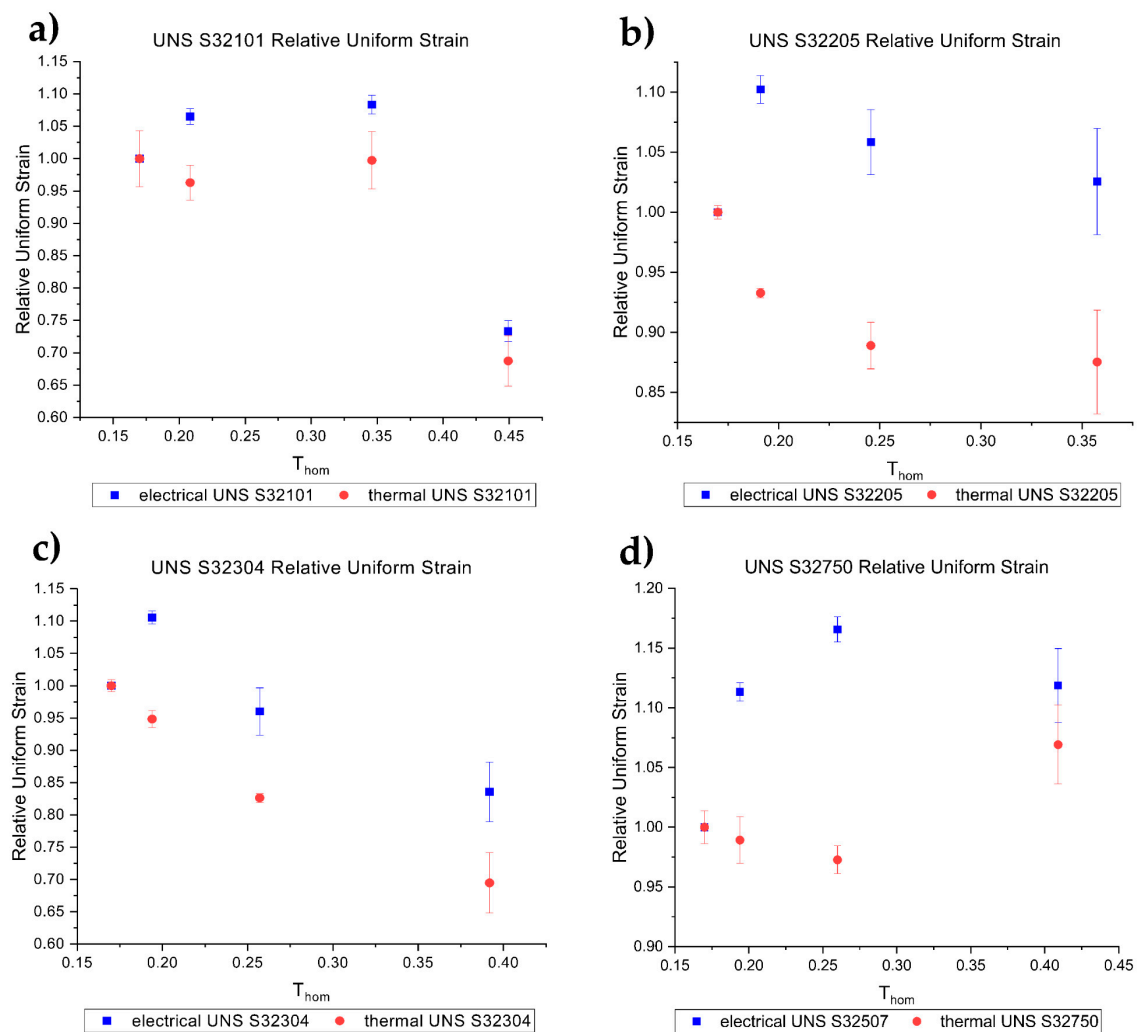 a)
UNS S32101 Relative Uniform Strain
Relative Uniform Strain
1.15
1.10
1.05
1.00
0.95
0.90
0.85
0.80
0.75
0.70
0.65
0.60
0.15 0.20 0.25 0.30 0.35 0.40 0.45
T_hom
electrical UNS S32101 thermal UNS S32101
b)
UNS S32205 Relative Uniform Strain
Relative Uniform Strain
1.10
1.05
1.00
0.95
0.90
0.85
0.15 0.20 0.25 0.30 0.35
T_hom
electrical UNS S32205 thermal UNS S32205
c)
UNS S32304 Relative Uniform Strain
Relative Uniform Strain
1.15
1.10
1.05
1.00
0.95
0.90
0.85
0.80
0.75
0.70
0.65
0.60
0.15 0.20 0.25 0.30 0.35 0.40
T_hom
electrical UNS S32304 thermal UNS S32304
d)
UNS S32750 Relative Uniform Strain
Relative Uniform Strain
1.20
1.15
1.10
1.05
1.00
0.95
0.90
0.15 0.20 0.25 0.30 0.35 0.40 0.45
T_hom
electrical UNS S32507 thermal UNS S32750